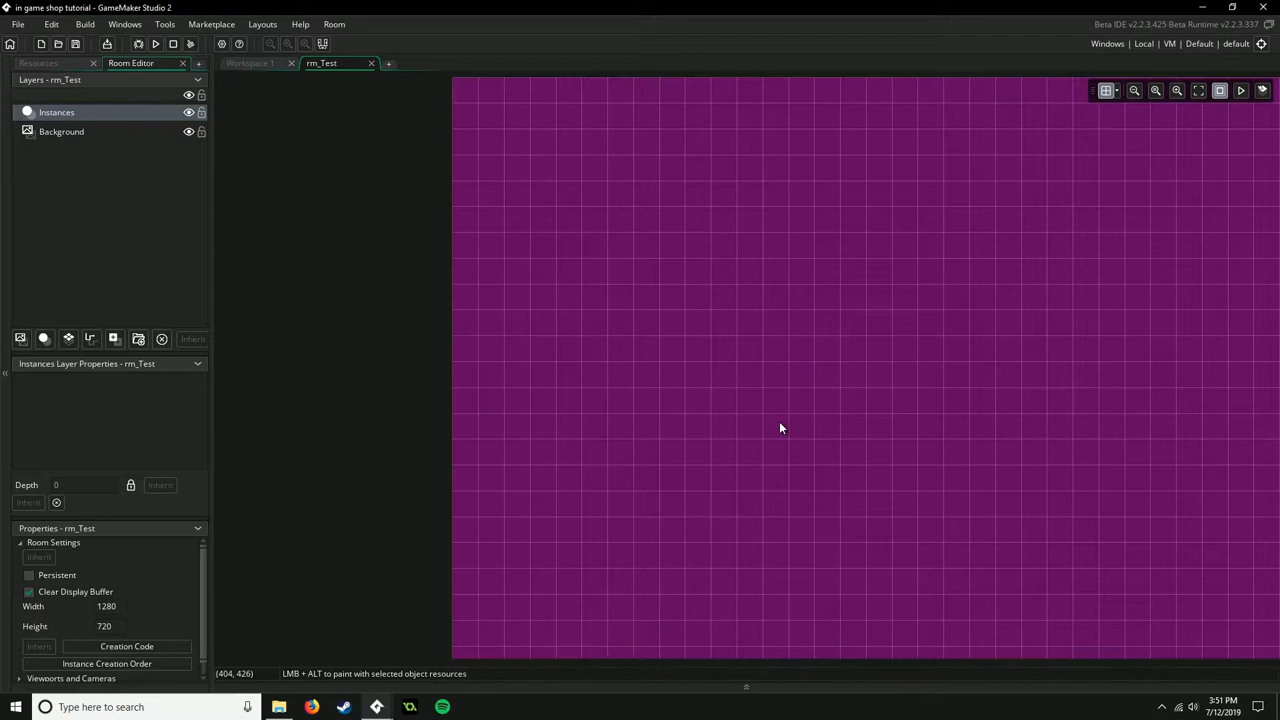 in game shop tutorial - GameMaker Studio 2
File Edit Build Windows Tools Marketplace Layouts Help Room
Beta IDE v2.2.3.425 Beta Runtime v2.2.3.337
Windows | Local | VM | Default | default
Resources
Room Editor
Workspace 1
rm_Test
Layers - rm_Test
Instances
Background
Inherit
Instances Layer Properties - rm_Test
Depth 0 Inherit
Inherit
Properties - rm_Test
Room Settings
Inherit
Persistent
Clear Display Buffer
Width 1280
Height 720
Inherit Creation Code
Instance Creation Order
Viewports and Cameras
(404, 426) LMB + ALT to paint with selected object resources
Type here to search
3:51 PM
7/12/2019